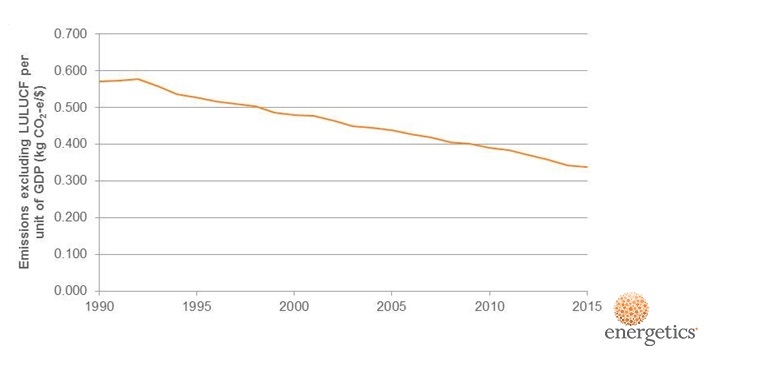 Emissions excluding LULUCF per
unit of GDP (kg CO₂-e/$)
0.700
0.600
0.500
0.400
0.300
0.200
0.100
0.000
1990 1995 2000 2005 2010 2015
energetics